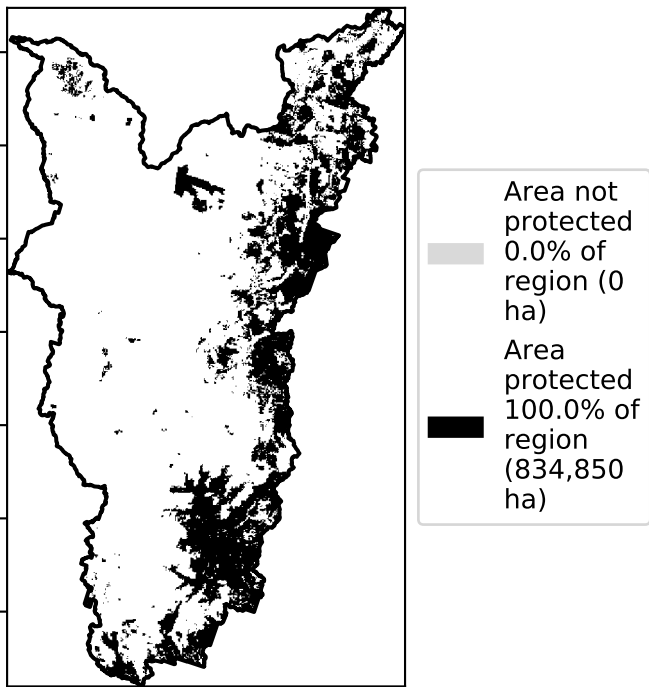 Area not
protected
0.0% of
region (0
ha)
Area
protected
100.0% of
region
(834,850
ha)